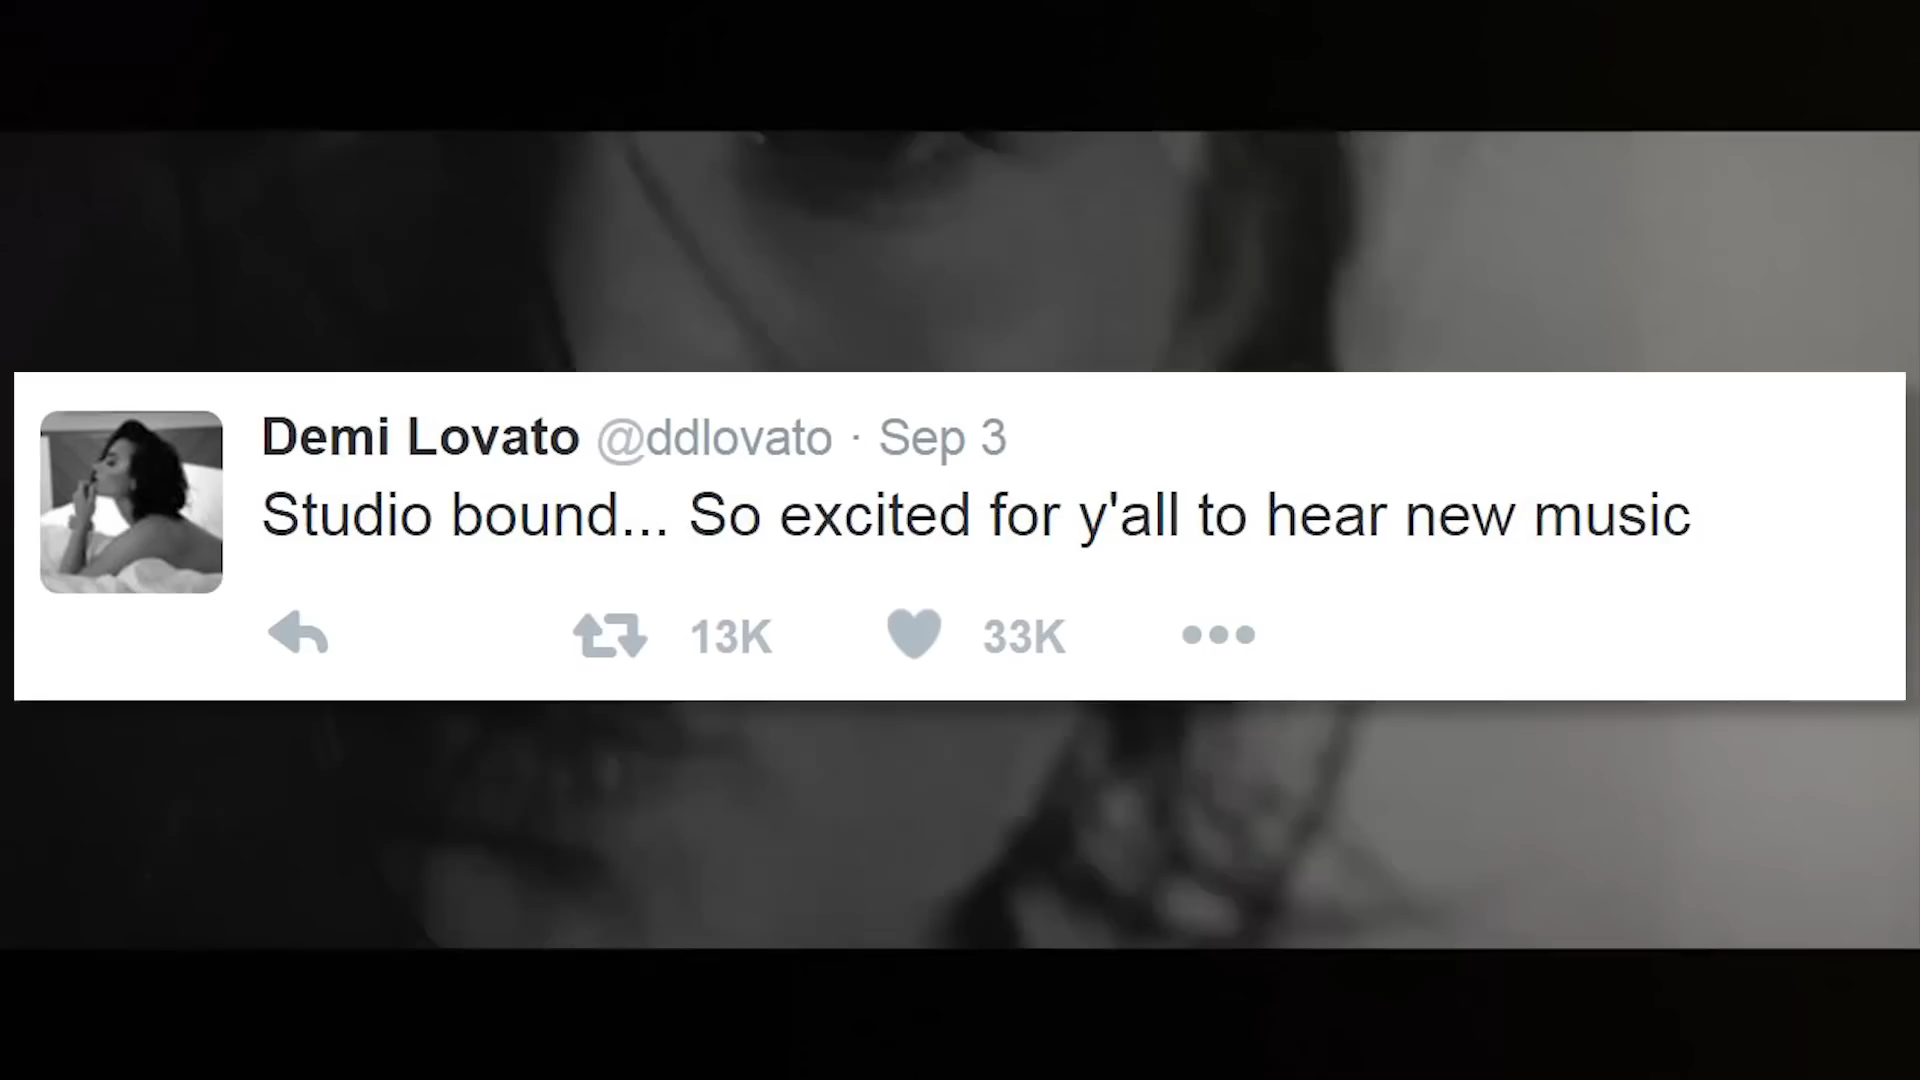 Demi Lovato @ddlovato · Sep 3
Studio bound... So excited for y'all to hear new music
13K 33K